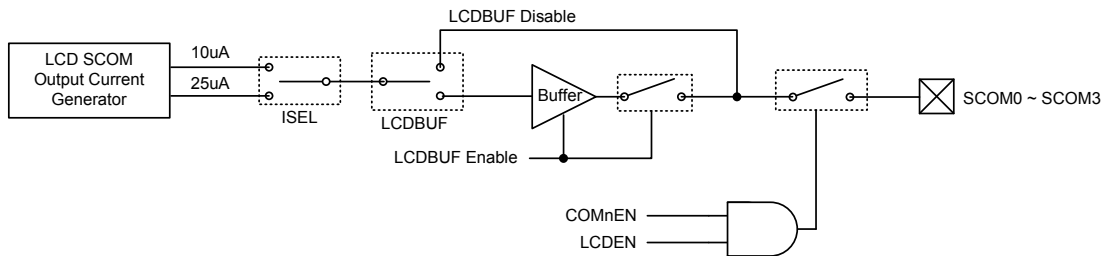 LCDBUF Disable
LCD SCOM
Output Current
Generator
10uA
25uA
ISEL
LCDBUF
Buffer
SCOM0 ~ SCOM3
LCDBUF Enable
COMnEN
LCDEN